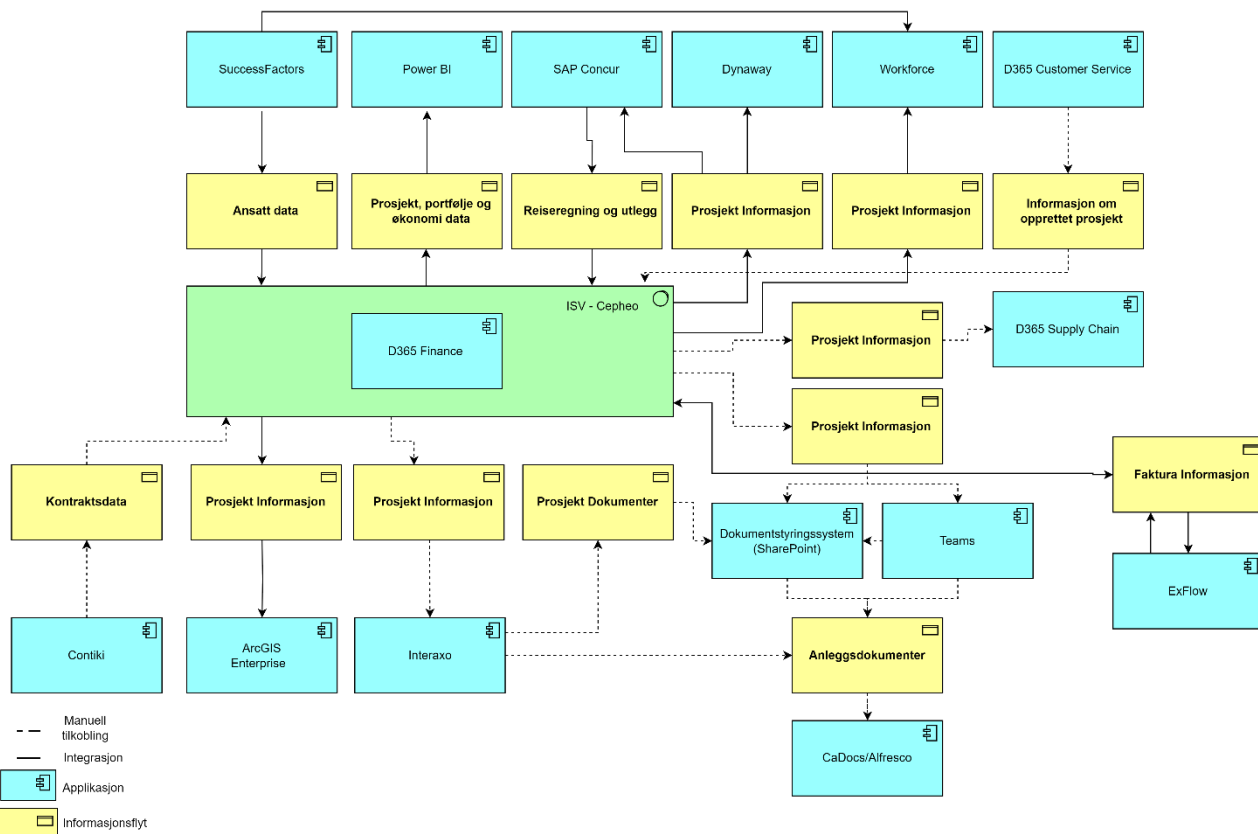 SuccessFactors
Power BI
SAP Concur
Dynaway
Workforce
D365 Customer Service
Ansatt data
Prosjekt, portfølje og
økonomi data
Reiseregning og utlegg
Prosjekt Informasjon
Prosjekt Informasjon
Informasjon om
opprettet prosjekt
ISV - Cepheo
D365 Finance
Prosjekt Informasjon
D365 Supply Chain
Prosjekt Informasjon
Kontraktsdata
Prosjekt Informasjon
Prosjekt Informasjon
Prosjekt Dokumenter
Faktura Informasjon
Dokumentstyringssystem
(SharePoint)
Teams
ExFlow
Contiki
ArcGIS
Enterprise
Interaxo
Anleggsdokumenter
CaDocs/Alfresco
Manuell
tilkobling
Integrasjon
Applikasjon
Informasjonsflyt